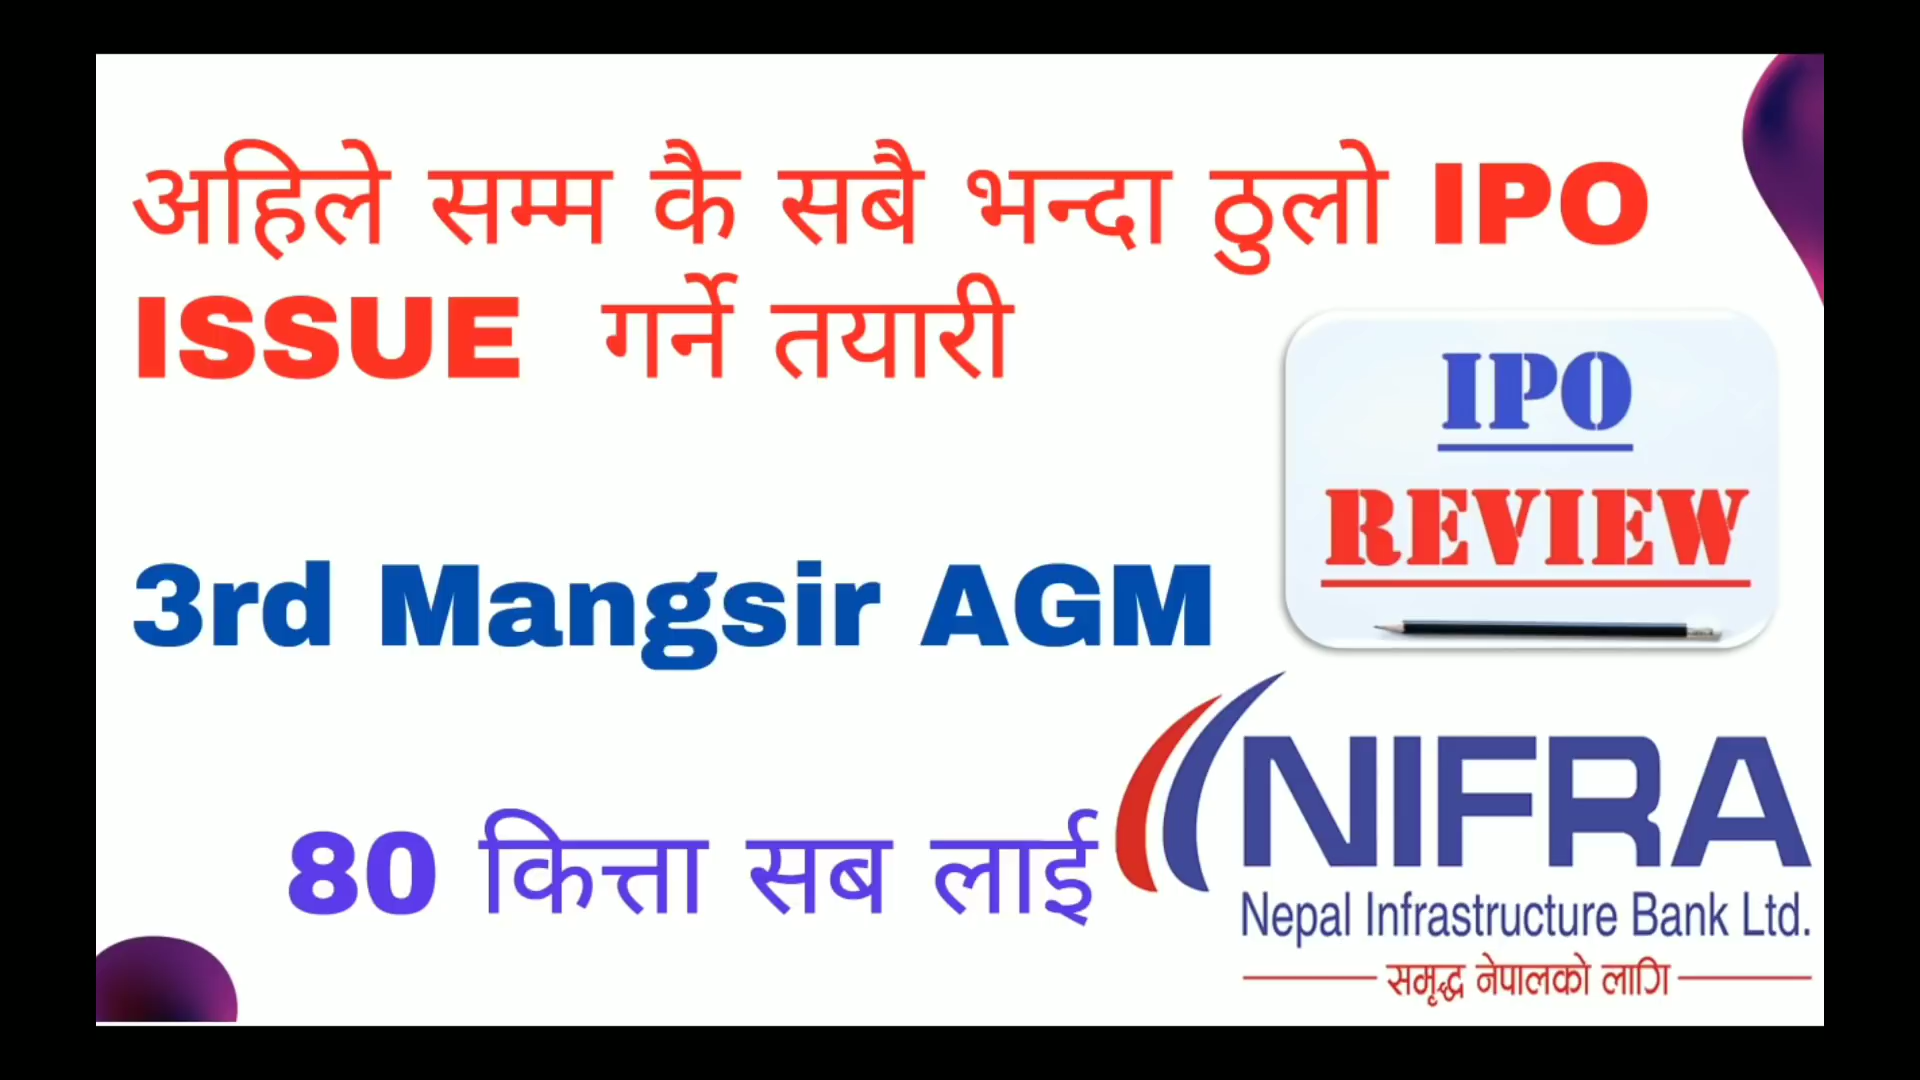 अहिले सम्म कै सबै भन्दा ठुलो IPO
ISSUE गर्ने तयारी
IPO
REVIEW
3rd Mangsir AGM
80 कित्ता सब लाई
NIFRA
Nepal Infrastructure Bank Ltd.
समृद्ध नेपालको लागि